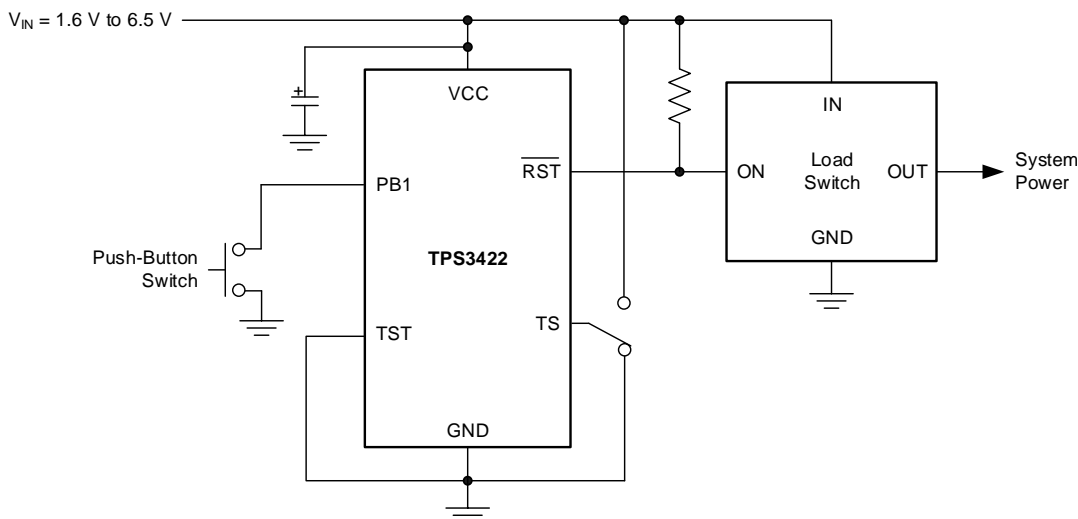 V_IN = 1.6 V to 6.5 V
+
VCC
IN
RST
ON
Load
Switch
OUT
System
Power
PB1
GND
Push-Button
Switch
TPS3422
TST
TS
GND